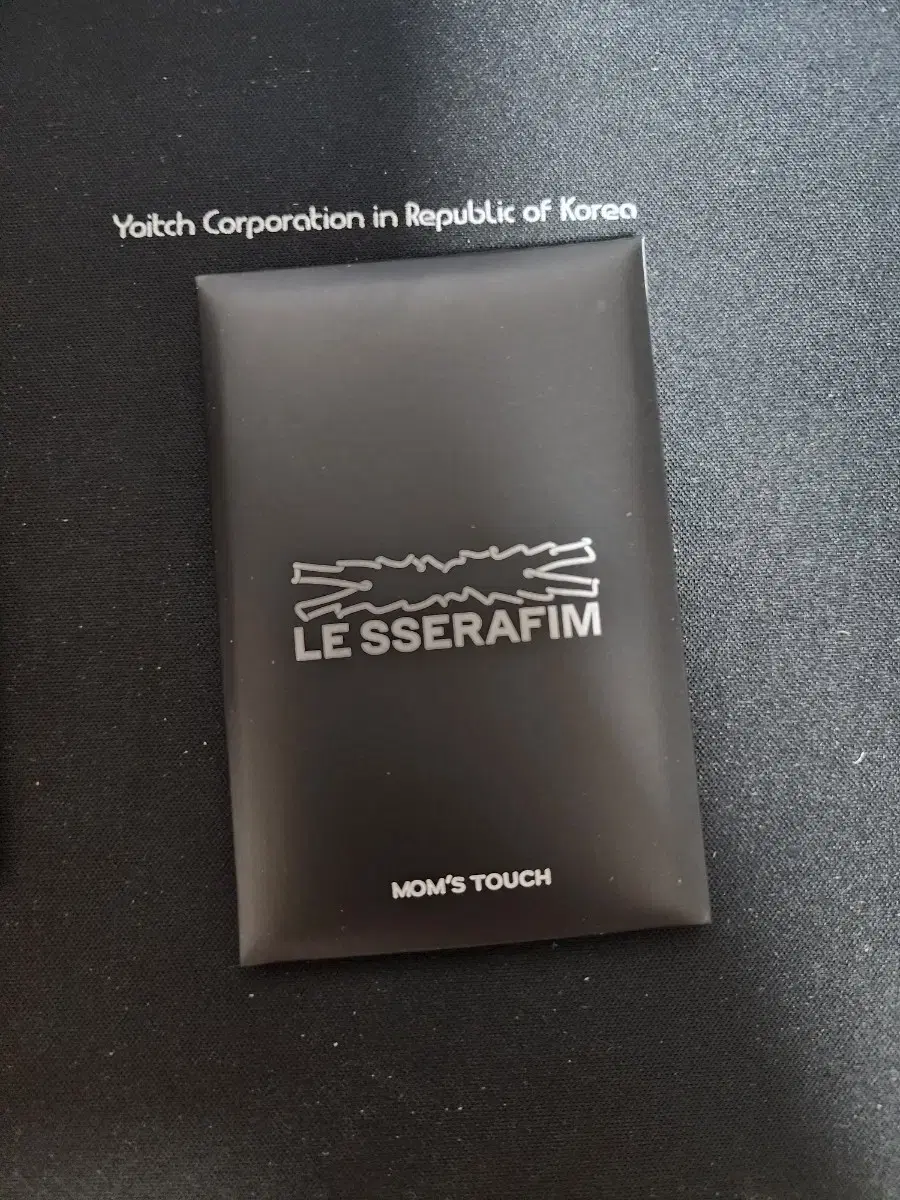 Yoitch Corporation in Republic of Korea
LE SSERAFIM
MOM'S TOUCH